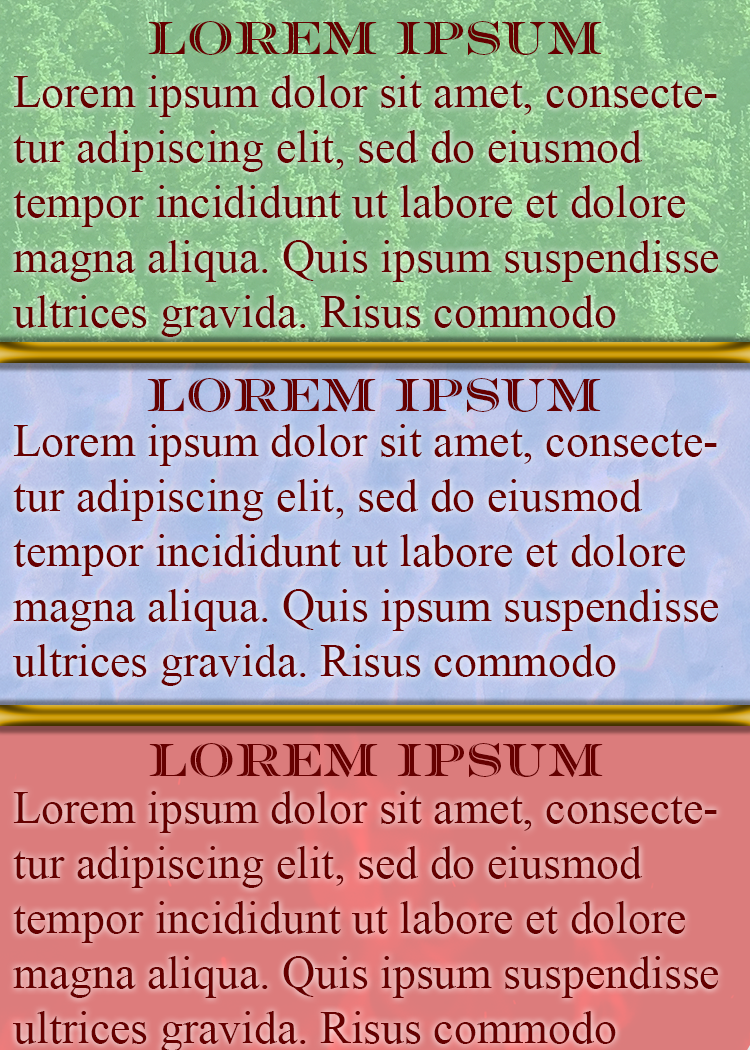 LOREM IPSUM
Lorem ipsum dolor sit amet, consecte-
tur adipiscing elit, sed do eiusmod
tempor incididunt ut labore et dolore
magna aliqua. Quis ipsum suspendisse
ultrices gravida. Risus commodo
LOREM IPSUM
Lorem ipsum dolor sit amet, consecte-
tur adipiscing elit, sed do eiusmod
tempor incididunt ut labore et dolore
magna aliqua. Quis ipsum suspendisse
ultrices gravida. Risus commodo
LOREM IPSUM
Lorem ipsum dolor sit amet, consecte-
tur adipiscing elit, sed do eiusmod
tempor incididunt ut labore et dolore
magna aliqua. Quis ipsum suspendisse
ultrices gravida. Risus commodo